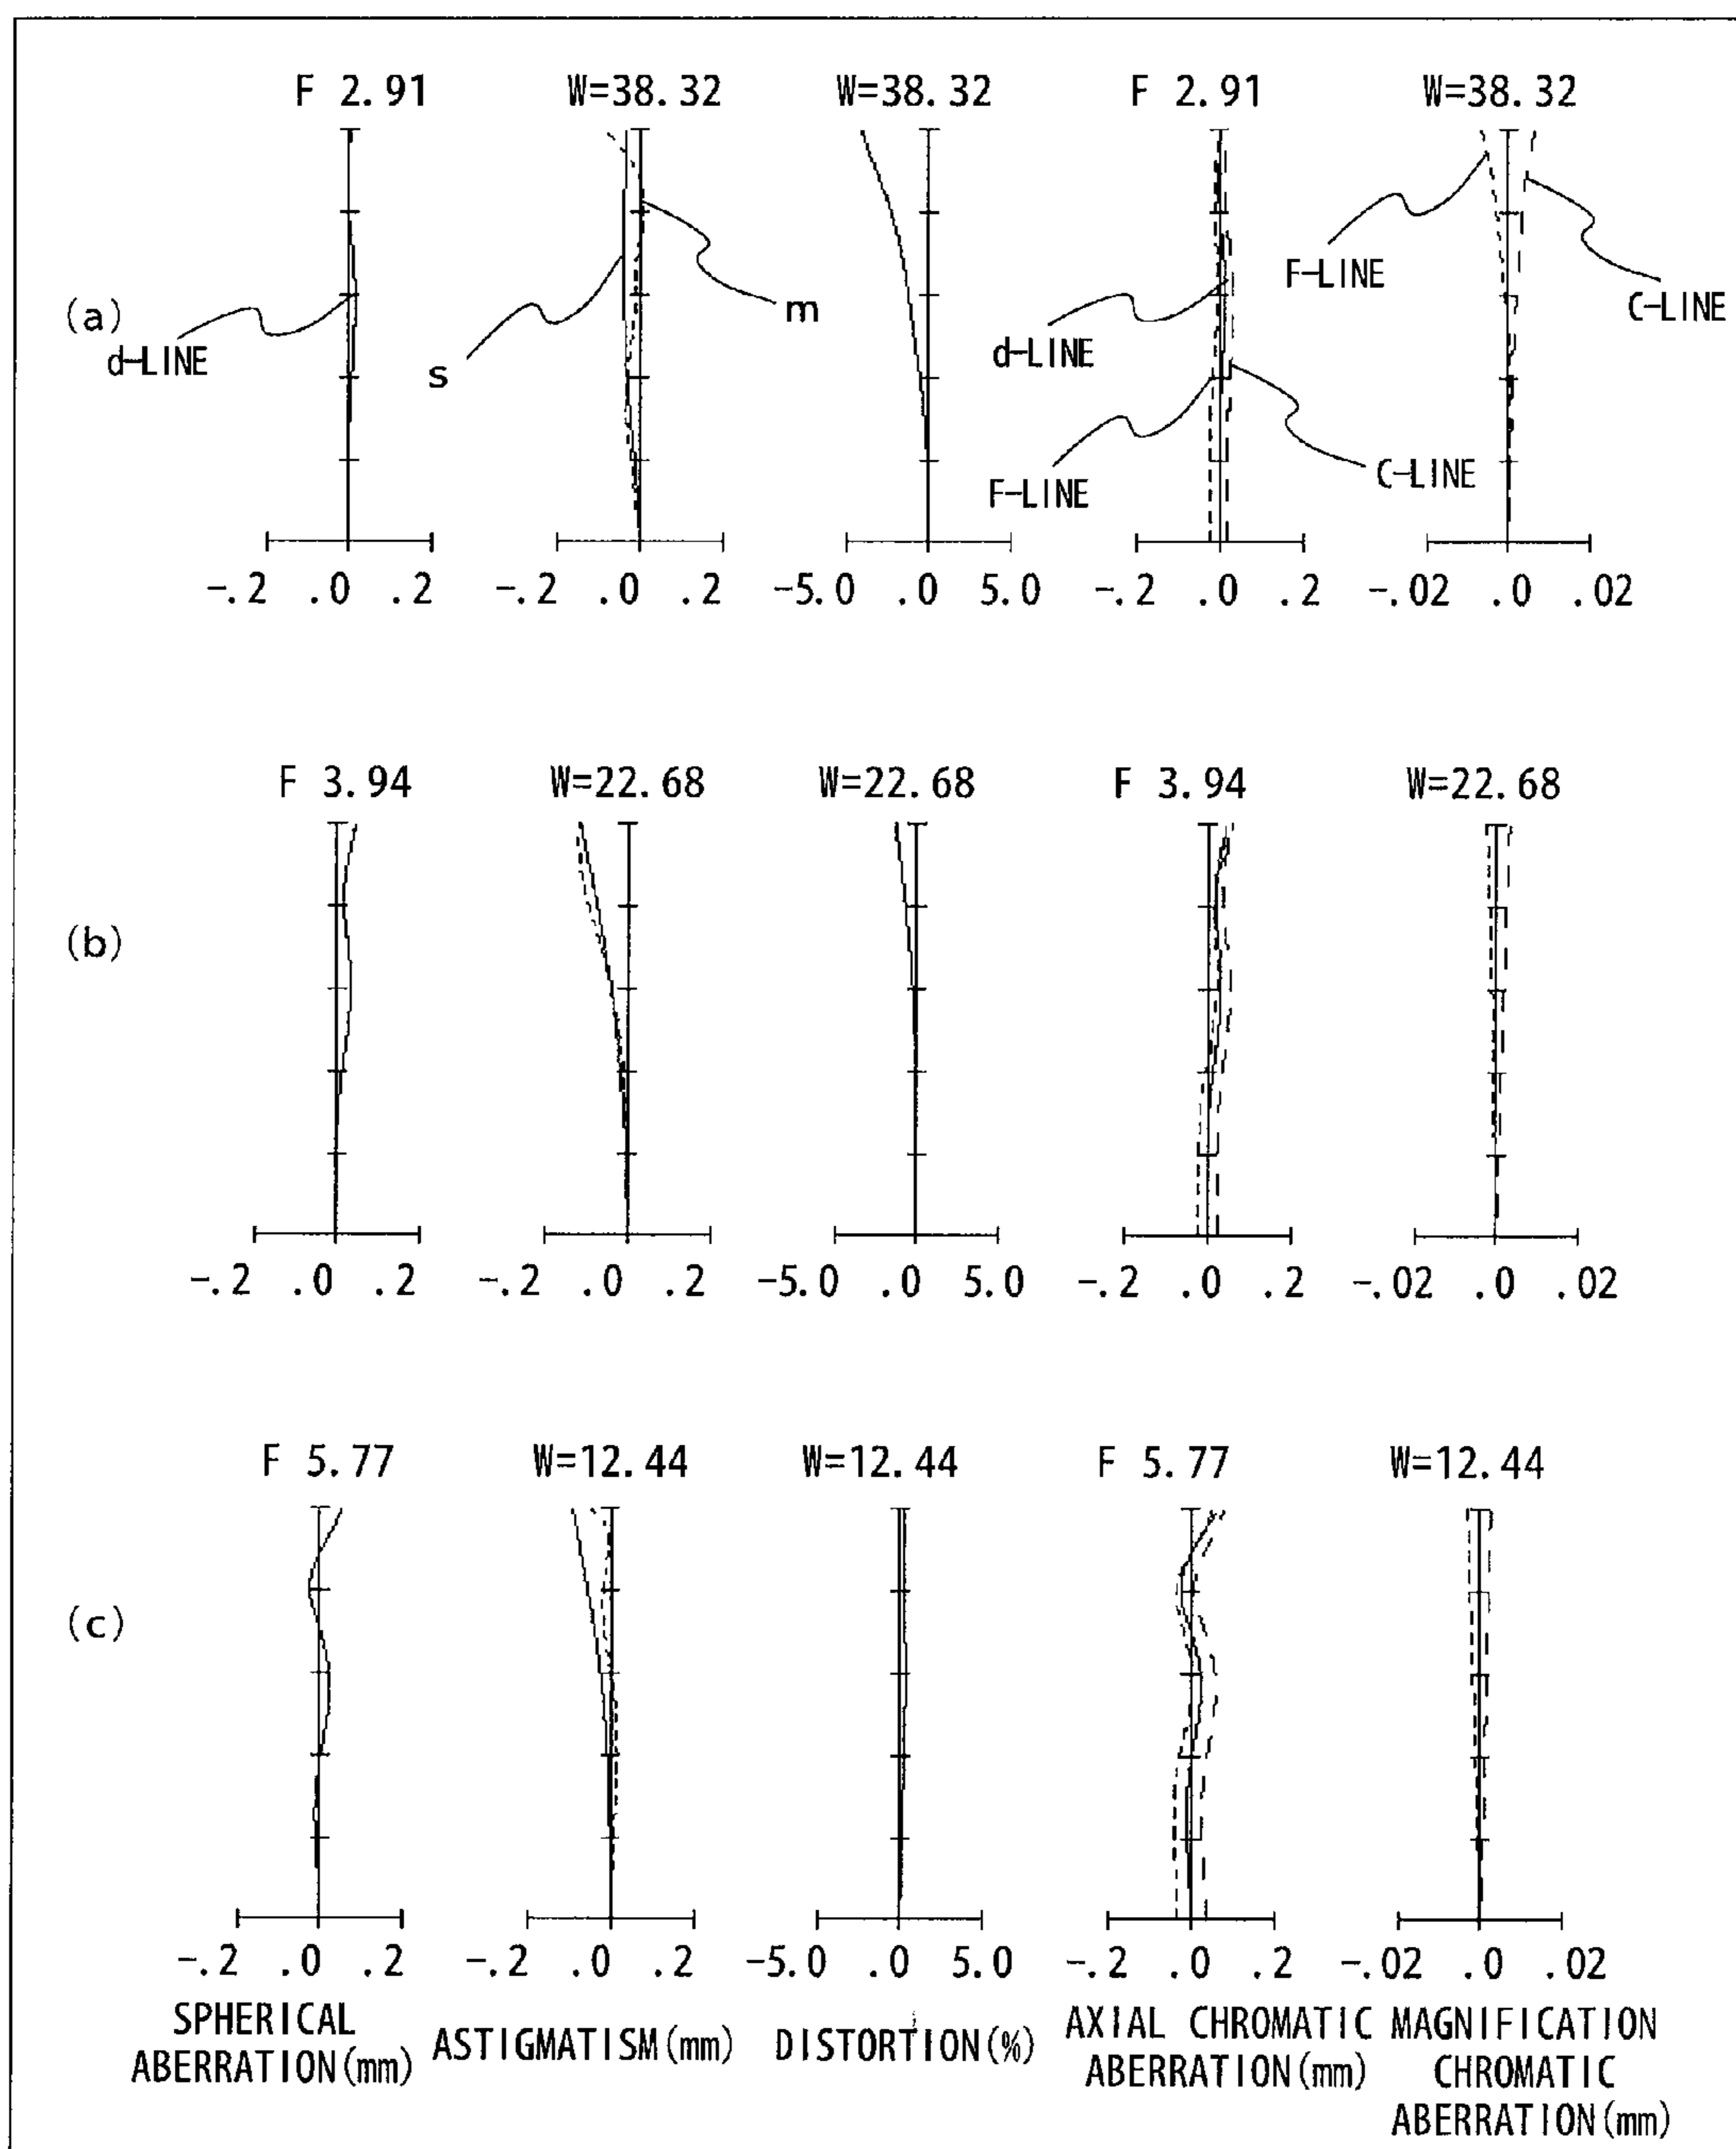 F 2.91 W=38.32 W=38.32 F 2.91 W=38.32
(a)
d-LINE
s
m
d-LINE
F-LINE
C-LINE
F-LINE
C-LINE
-.2 .0 .2 -.2 .0 .2 -5.0 .0 5.0 -.2 .0 .2 -.02 .0 .02
F 3.94 W=22.68 W=22.68 F 3.94 W=22.68
(b)
-.2 .0 .2 -.2 .0 .2 -5.0 .0 5.0 -.2 .0 .2 -.02 .0 .02
F 5.77 W=12.44 W=12.44 F 5.77 W=12.44
(c)
-.2 .0 .2 -.2 .0 .2 -5.0 .0 5.0 -.2 .0 .2 -.02 .0 .02
SPHERICAL
ABERRATION(mm)
ASTIGMATISM(mm)
DISTORTION(%)
AXIAL CHROMATIC
ABERRATION(mm)
MAGNIFICATION
CHROMATIC
ABERRATION(mm)